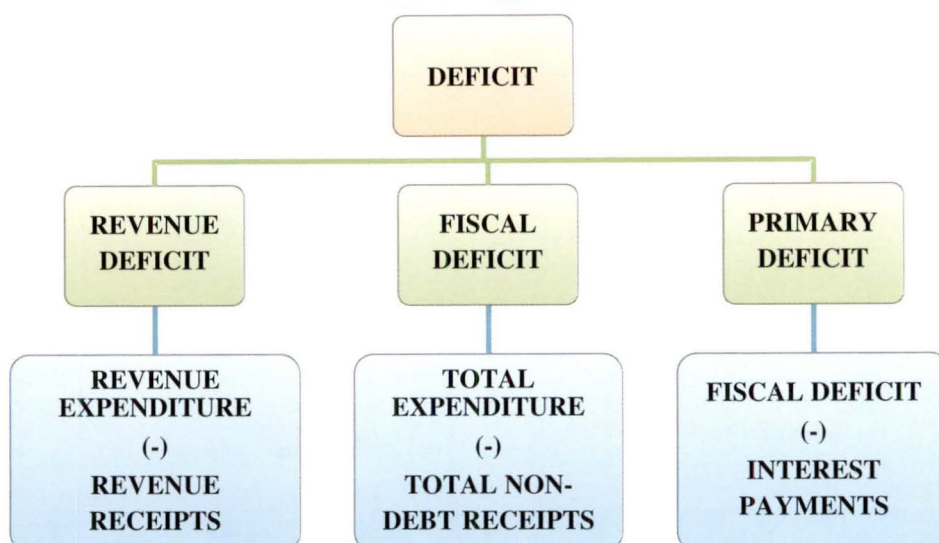 DEFICIT
REVENUE
DEFICIT
FISCAL
DEFICIT
PRIMARY
DEFICIT
REVENUE
EXPENDITURE
(-)
REVENUE
RECEIPTS
TOTAL
EXPENDITURE
(-)
TOTAL NON-
DEBT RECEIPTS
FISCAL DEFICIT
(-)
INTEREST
PAYMENTS